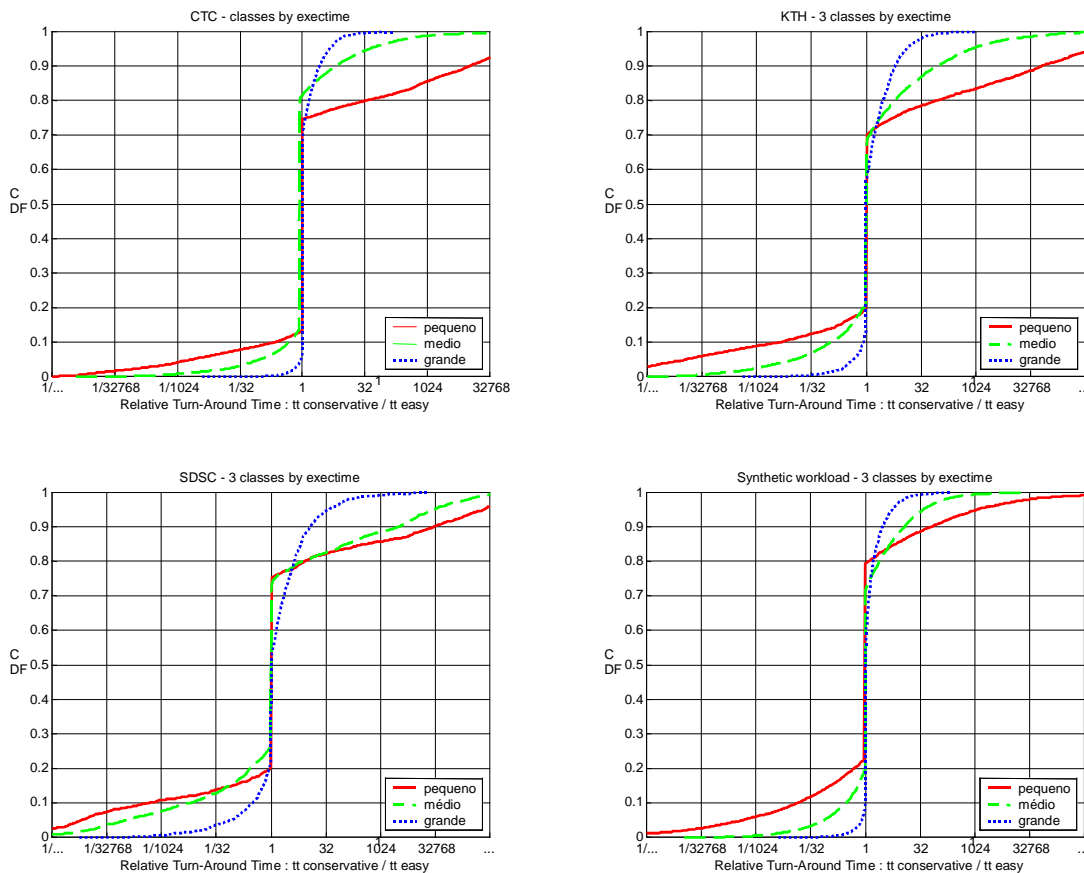 CTC - classes by exectime
1
0.9
0.8
0.7
0.6
C
DF
0.5
0.4
0.3
0.2
0.1
0
pequeno
médio
grande
1/... 1/32768 1/1024 1/32 1 32 1024 32768
Relative Turn-Around Time : tt conservative / tt easy
KTH - 3 classes by exectime
1
0.9
0.8
0.7
0.6
C
DF
0.5
0.4
0.3
0.2
0.1
0
pequeno
medio
grande
1/... 1/32768 1/1024 1/32 1 32 1024 32768 ...
Relative Turn-Around Time : tt conservative / tt easy
SDSC - 3 classes by exectime
1
0.9
0.8
0.7
0.6
C
DF
0.5
0.4
0.3
0.2
0.1
0
pequeno
médio
grande
1/... 1/32768 1/1024 1/32 1 32 1024 32768 ...
Relative Turn-Around Time : tt conservative / tt easy
Synthetic workload - 3 classes by exectime
1
0.9
0.8
0.7
0.6
C
DF
0.5
0.4
0.3
0.2
0.1
0
pequeno
médio
grande
1/... 1/32768 1/1024 1/32 1 32 1024 32768 ...
Relative Turn-Around Time : tt conservative / tt easy